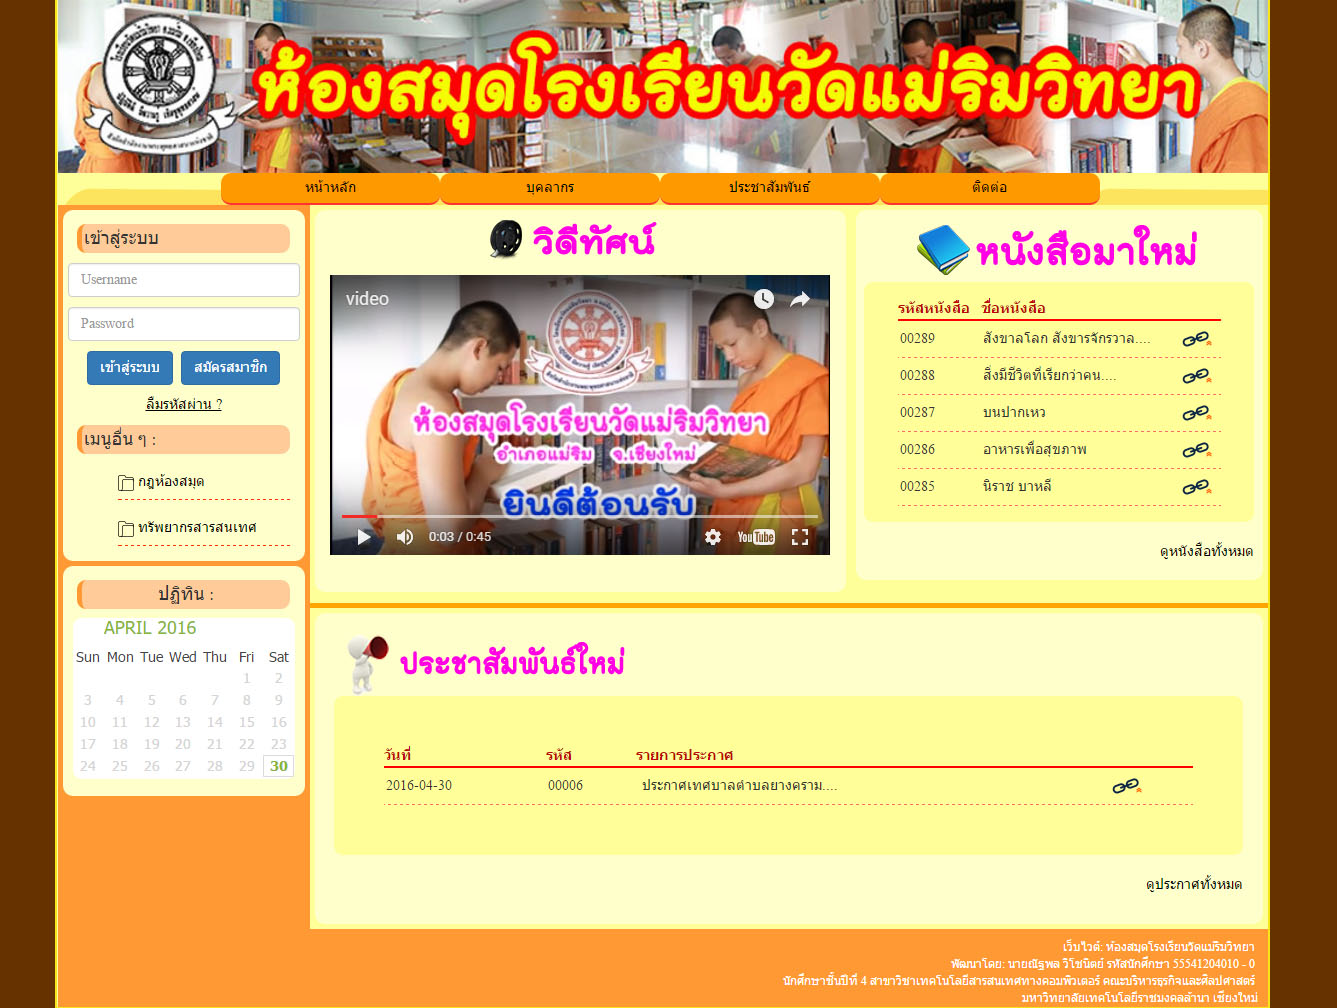 ห้องสมุดโรงเรียนวัดแม่ริมวิทยา
หน้าหลัก บุคลากร ประชาสัมพันธ์ ติดต่อ
เข้าสู่ระบบ
Username
Password
เข้าสู่ระบบ สมัครสมาชิก
ลืมรหัสผ่าน ?
เมนูอื่น ๆ :
กฎห้องสมุด
ทรัพยากรสารสนเทศ
ปฏิทิน :
APRIL 2016
Sun Mon Tue Wed Thu Fri Sat
1 2
3 4 5 6 7 8 9
10 11 12 13 14 15 16
17 18 19 20 21 22 23
24 25 26 27 28 29 30
วิดีทัศน์
video
ห้องสมุดโรงเรียนวัดแม่ริมวิทยา
อำเภอแม่ริม จ.เชียงใหม่
ยินดีต้อนรับ
0:03 / 0:45
YouTube
หนังสือมาใหม่
รหัสหนังสือ ชื่อหนังสือ
00289 สังขาลโลก สังขารจักรวาล....
00288 สิ่งมีชีวิตที่เรียกว่าคน....
00287 บนปากเหว
00286 อาหารเพื่อสุขภาพ
00285 นิราช บาหลี
ดูหนังสือทั้งหมด
ประชาสัมพันธ์ใหม่
วันที่ รหัส รายการประกาศ
2016-04-30 00006 ประกาศเทศบาลตำบลยางคราม....
ดูประกาศทั้งหมด
เว็บไวต์: ห้องสมุดโรงเรียนวัดแม่ริมวิทยา
พัฒนาโดย: นายณัฐพล วิโชนิตย์ รหัสนักศึกษา 55541204010 - 0
นักศึกษาชั้นปีที่ 4 สาขาวิชาเทคโนโลยีสารสนเทศทางคอมพิวเตอร์ คณะบริหารธุรกิจและศิลปศาสตร์
มหาวิทยาลัยเทคโนโลยีราชมงคลล้านา เชียงใหม่